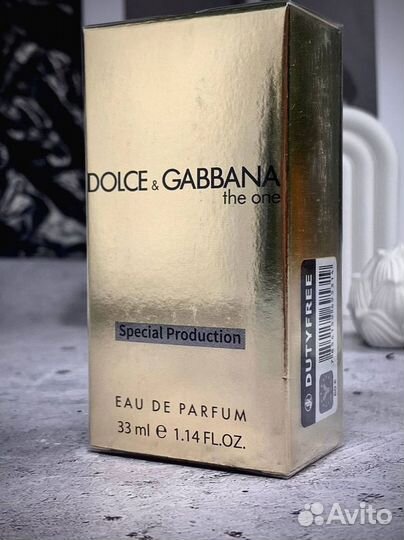 DOLCE & GABBANA
the one
Special Production
EAU DE PARFUM
33 ml e 1.14 FL.OZ.
DUTYFREE
Avito